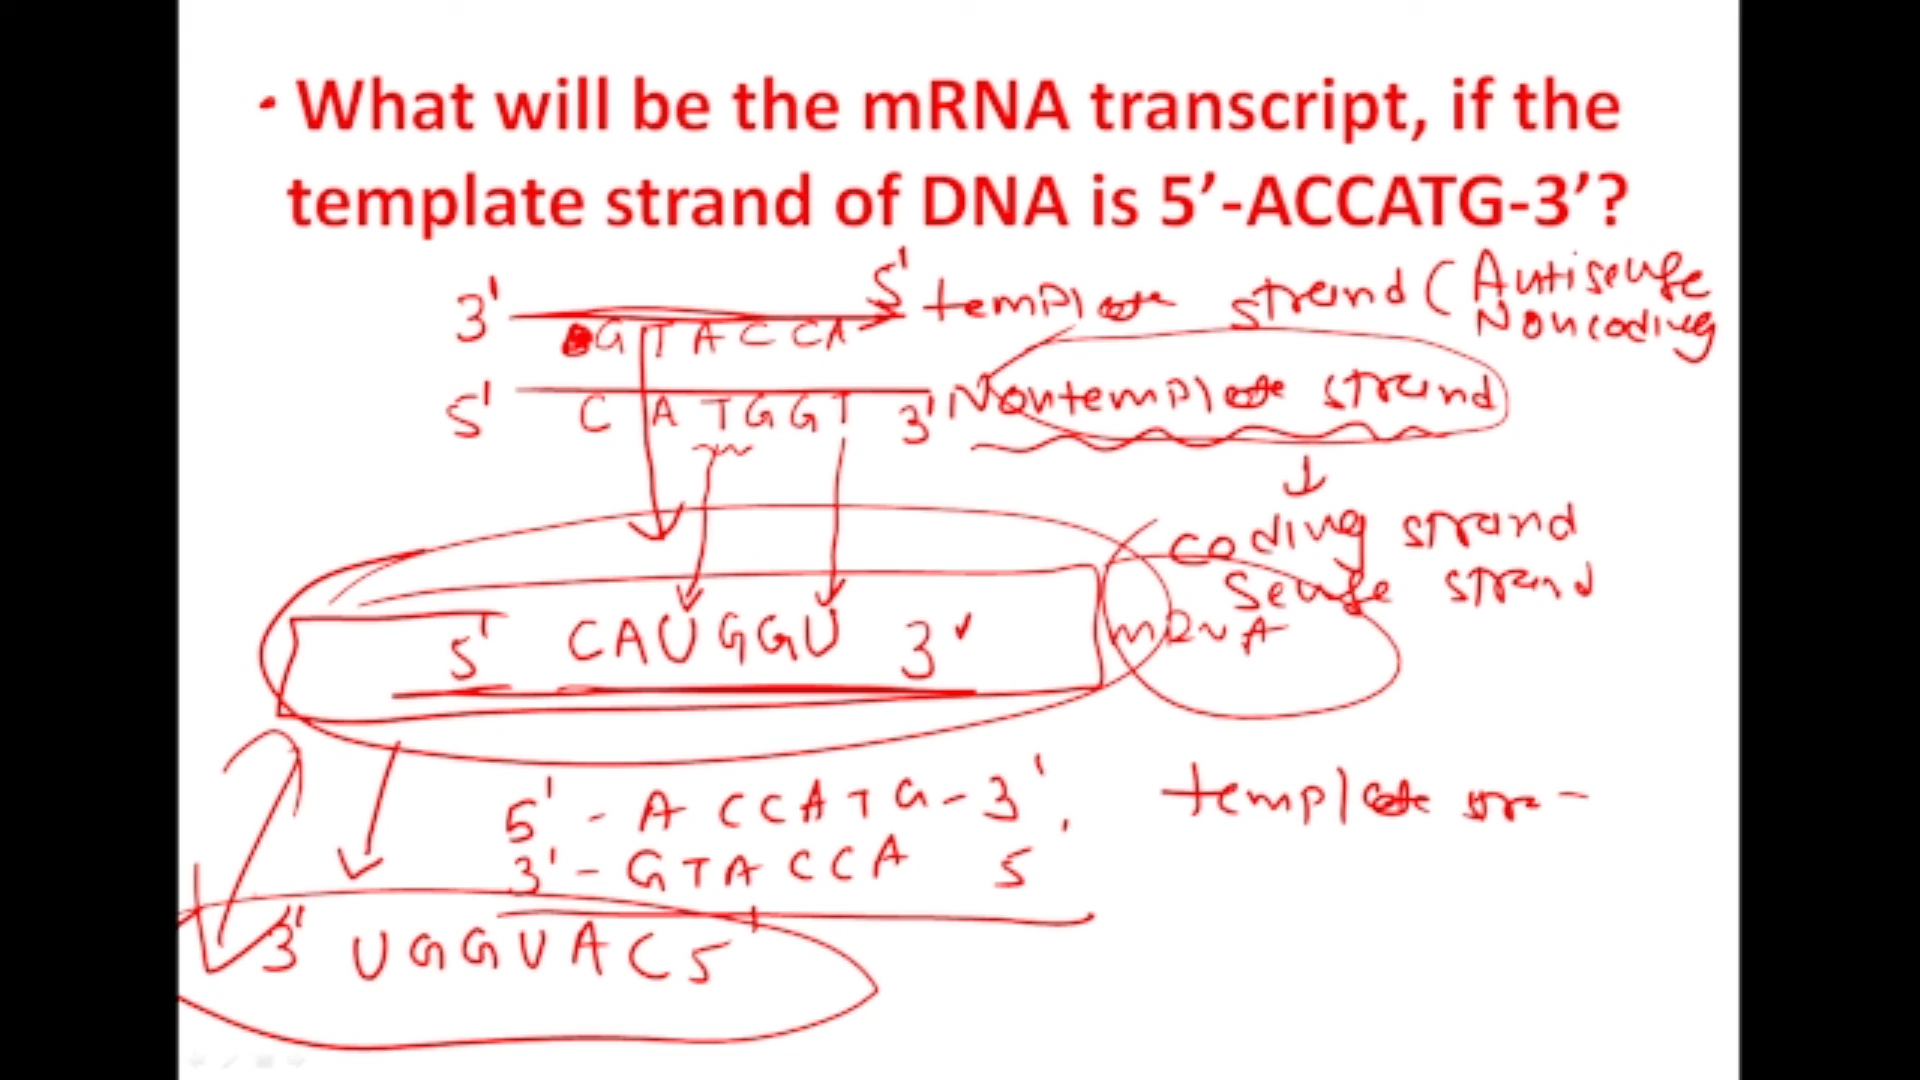 • What will be the mRNA transcript, if the
template strand of DNA is 5’-ACCATG-3’?
3' 5' template strand (Antisense
GTACCA Noncoding
5' CATGGT 3' Nontemplate strand
coding strand
sense strand
5' CAUGGU 3' mRNA
5' - ACCATG - 3' template
3' - GTACCA 5'
3' UGGUAC 5'